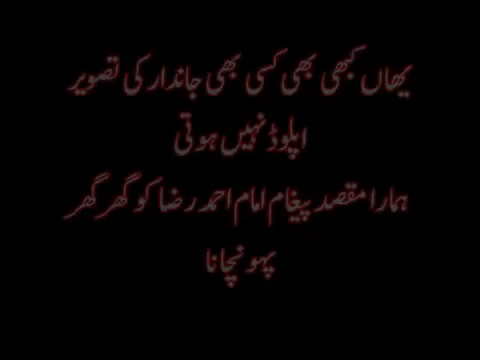 یھاں کبھی بھی کسی بھی جاندار کی تصویر
اپلوڈ نہیں ہوتی
ہمارا مقصد پیغام امام احمد رضا کو گھر گھر
پہونچانا